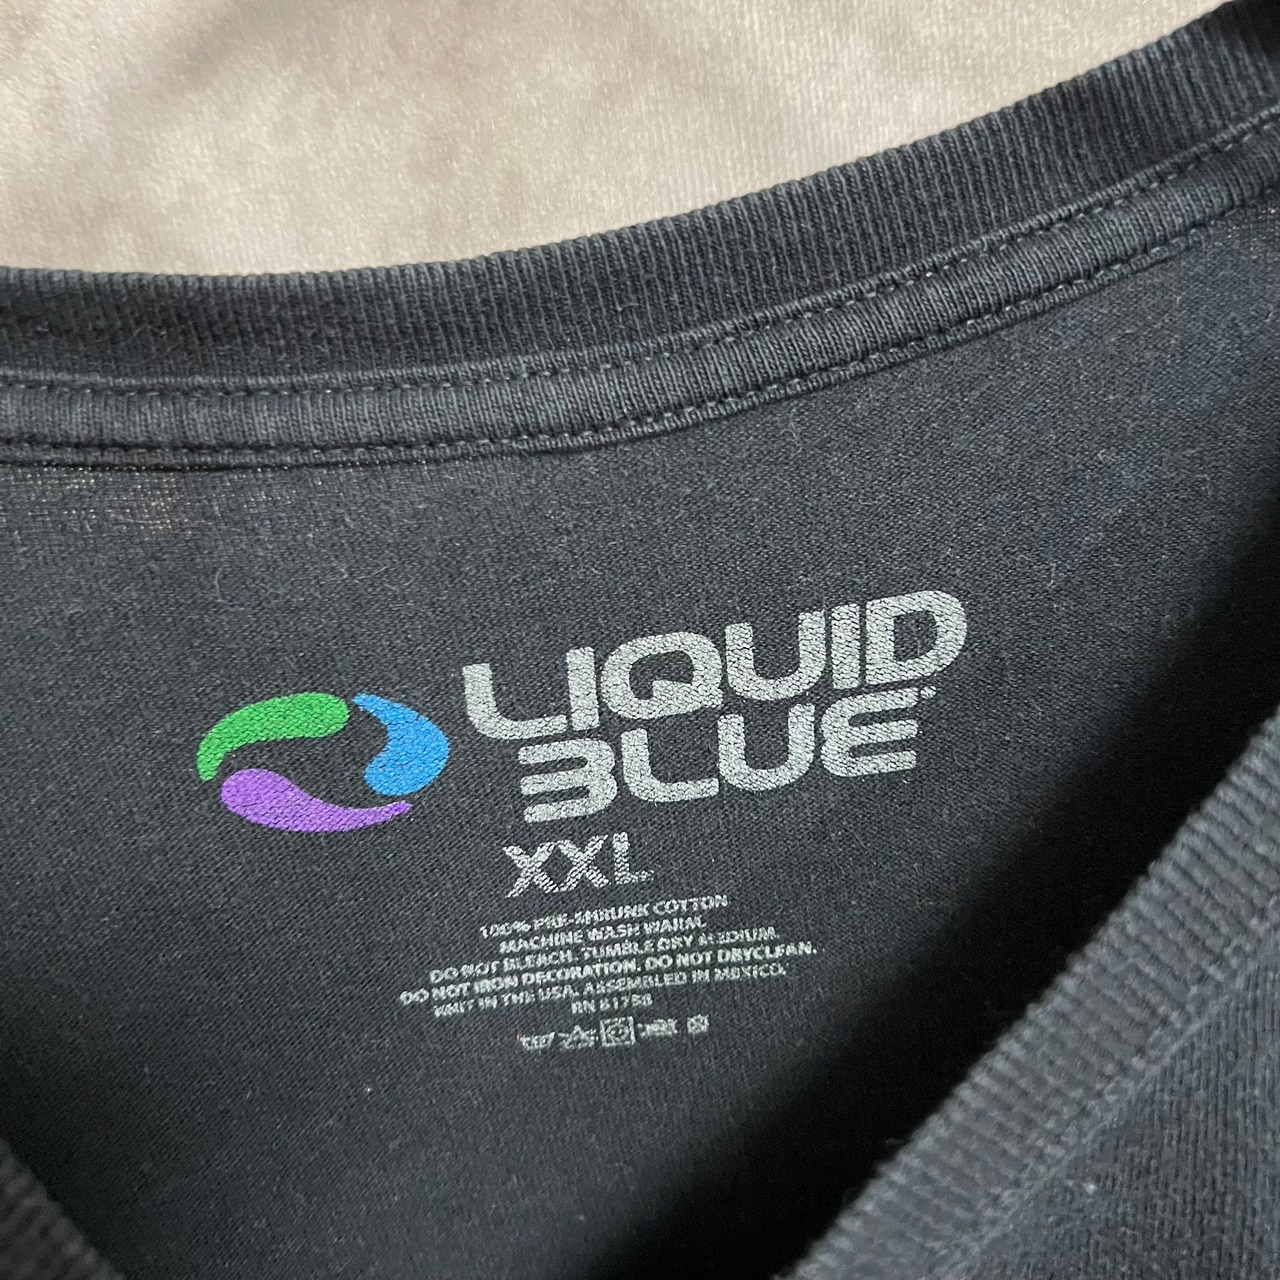 LIQUID
BLUE
XXL
100% PRE-SHRUNK COTTON
MACHINE WASH WARM.
DO NOT BLEACH. TUMBLE DRY MEDIUM
DO NOT IRON DECORATION. DO NOT DRYCLEAN.
KNIT IN THE USA, ASSEMBLED IN MEXICO.
RN 81758